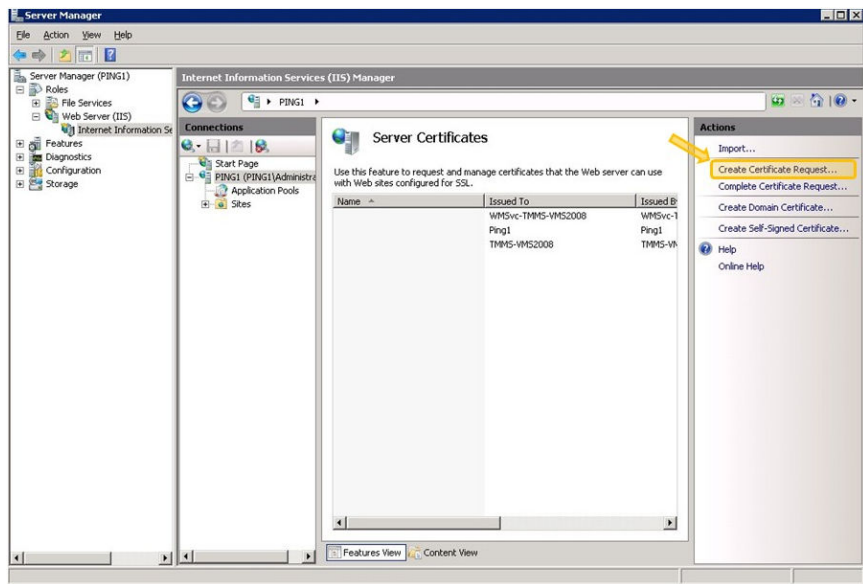 Server Manager
File Action View Help
Server Manager (PING1)
Roles
File Services
Web Server (IIS)
Internet Information Se
Features
Diagnostics
Configuration
Storage
Internet Information Services (IIS) Manager
PING1
Connections
Start Page
PING1 (PING1\Administra
Application Pools
Sites
Server Certificates
Use this feature to request and manage certificates that the Web server can use
with Web sites configured for SSL.
Name Issued To Issued B
WMSvc-TMMS-VMS2008 WMSvc-T
Ping1 Ping1
TMMS-VMS2008 TMMS-VM
Features View Content View
Actions
Import...
Create Certificate Request...
Complete Certificate Request...
Create Domain Certificate...
Create Self-Signed Certificate...
Help
Online Help